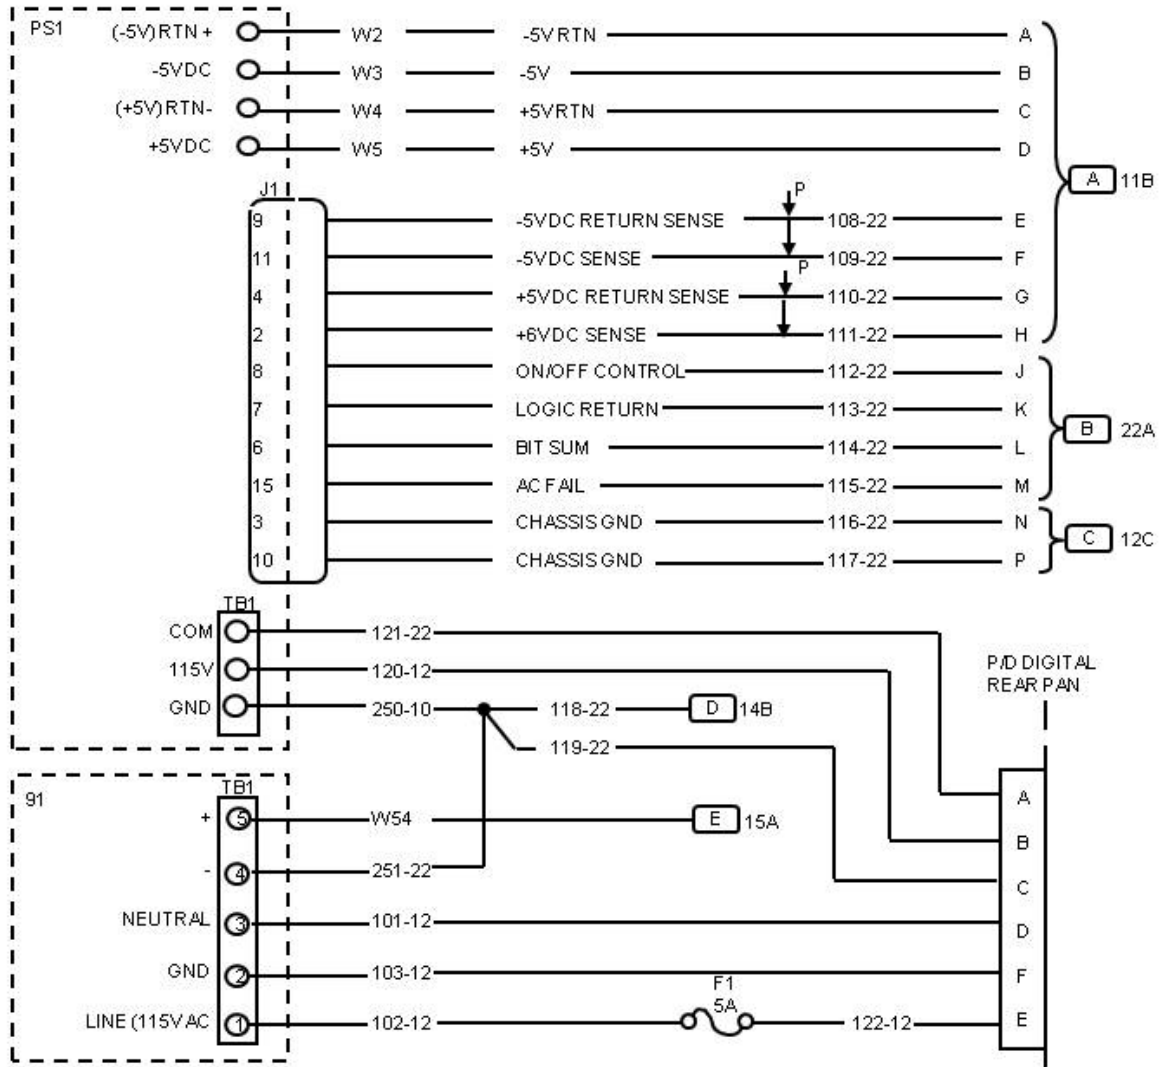 PS1 (-5V)RTN + W2 -5V RTN A
-5VDC W3 -5V B
(+5V)RTN- W4 +5VRTN C
+5VDC W5 +5V D
A 11B
J1 P
9 -5VDC RETURN SENSE 108-22 E
11 -5VDC SENSE 109-22 F
P
4 +5VDC RETURN SENSE 110-22 G
2 +6VDC SENSE 111-22 H
8 ON/OFF CONTROL 112-22 J
7 LOGIC RETURN 113-22 K
B 22A
6 BIT SUM 114-22 L
15 AC FAIL 115-22 M
3 CHASSIS GND 116-22 N
C 12C
10 CHASSIS GND 117-22 P
TB1
COM 121-22
115V 120-12
P/D DIGITAL
REAR PAN
GND 250-10 118-22 D 14B
119-22
91 TB1
A
+ 5 W54 E 15A
B
- 4 251-22
C
NEUTRAL 3 101-12 D
GND 2 103-12 F
F1
5A
LINE (115VAC 1 102-12 122-12 E